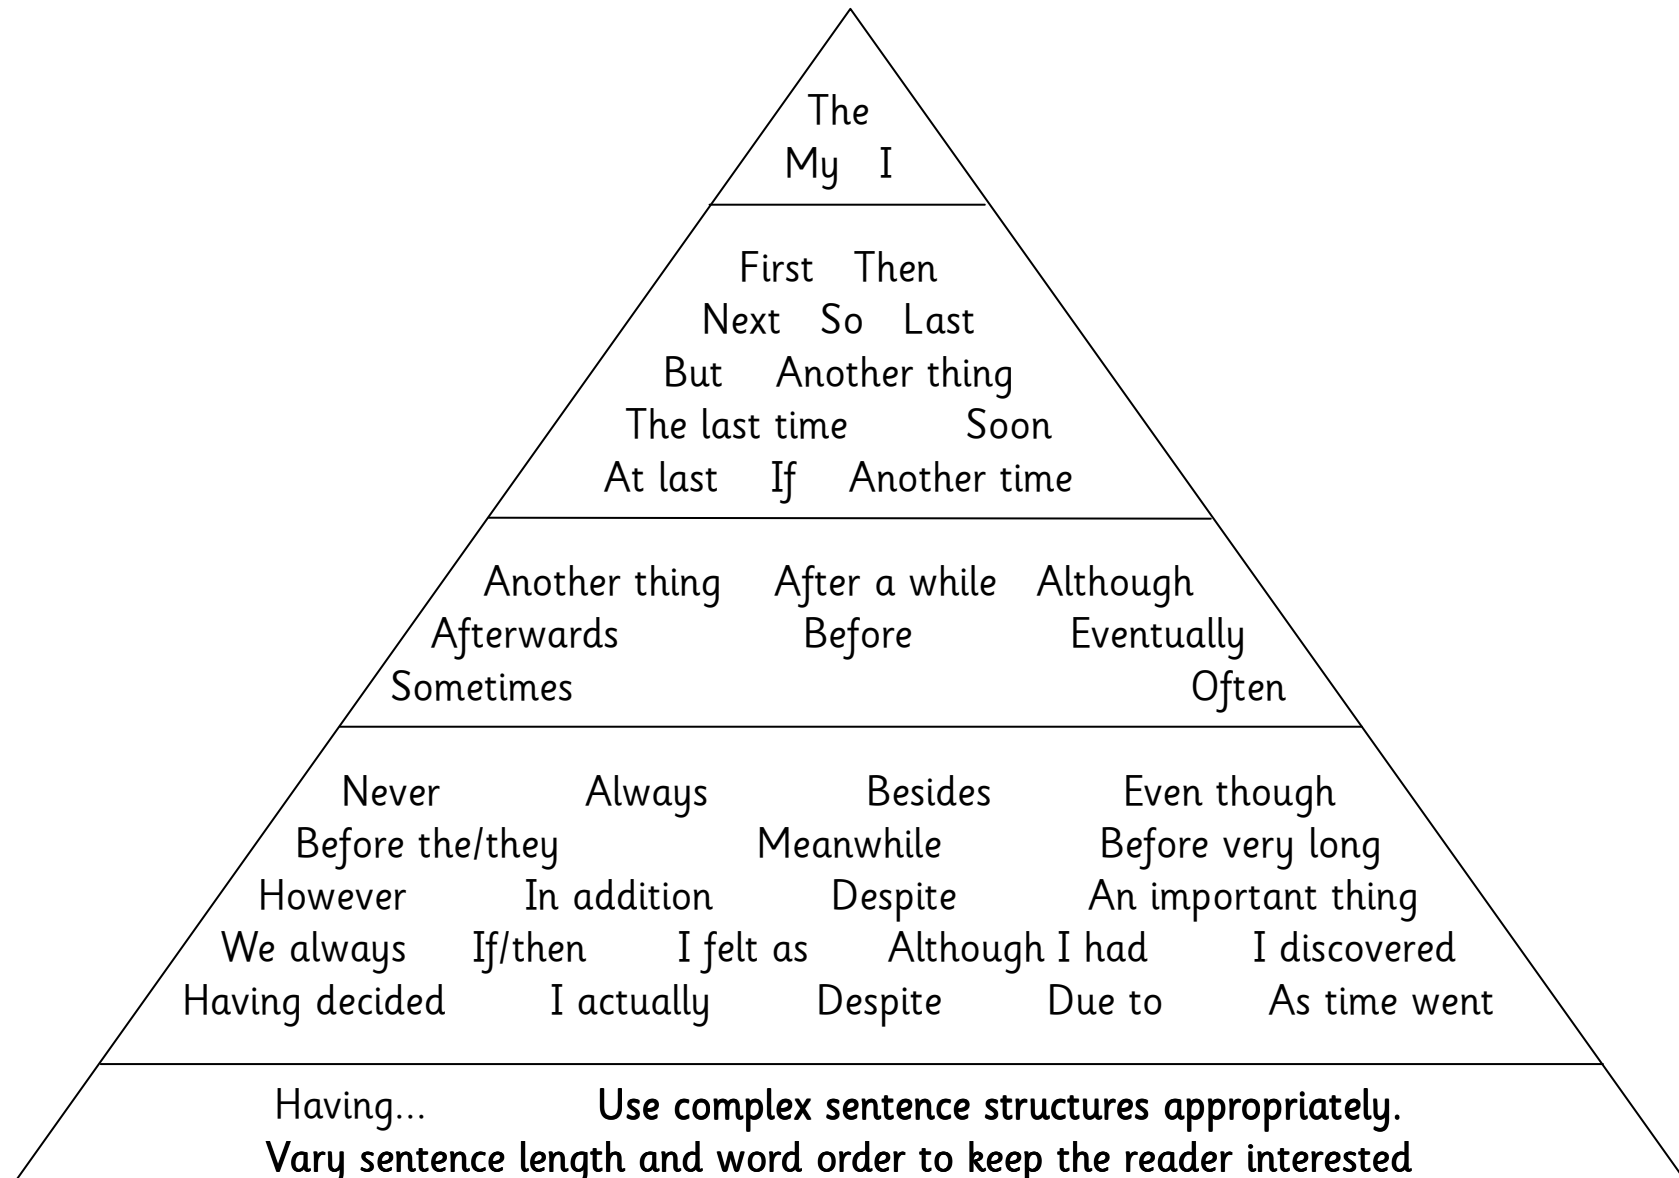 The
My I
First Then
Next So Last
But Another thing
The last time Soon
At last If Another time
Another thing After a while Although
Afterwards Before Eventually
Sometimes Often
Never Always Besides Even though
Before the/they Meanwhile Before very long
However In addition Despite An important thing
We always If/then I felt as Although I had I discovered
Having decided I actually Despite Due to As time went
Having... Use complex sentence structures appropriately.
Vary sentence length and word order to keep the reader interested